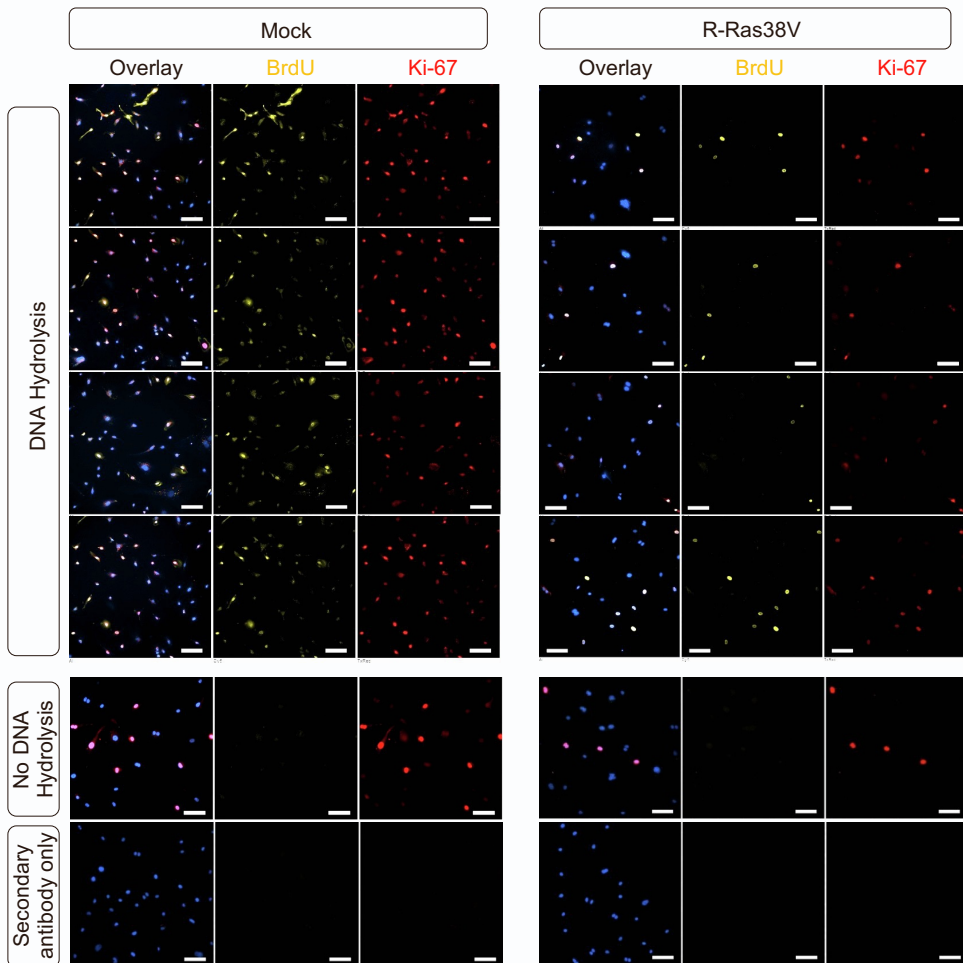 Mock
R-Ras38V
Overlay BrdU Ki-67
Overlay BrdU Ki-67
DNA Hydrolysis
No DNA
Hydrolysis
Secondary
antibody only